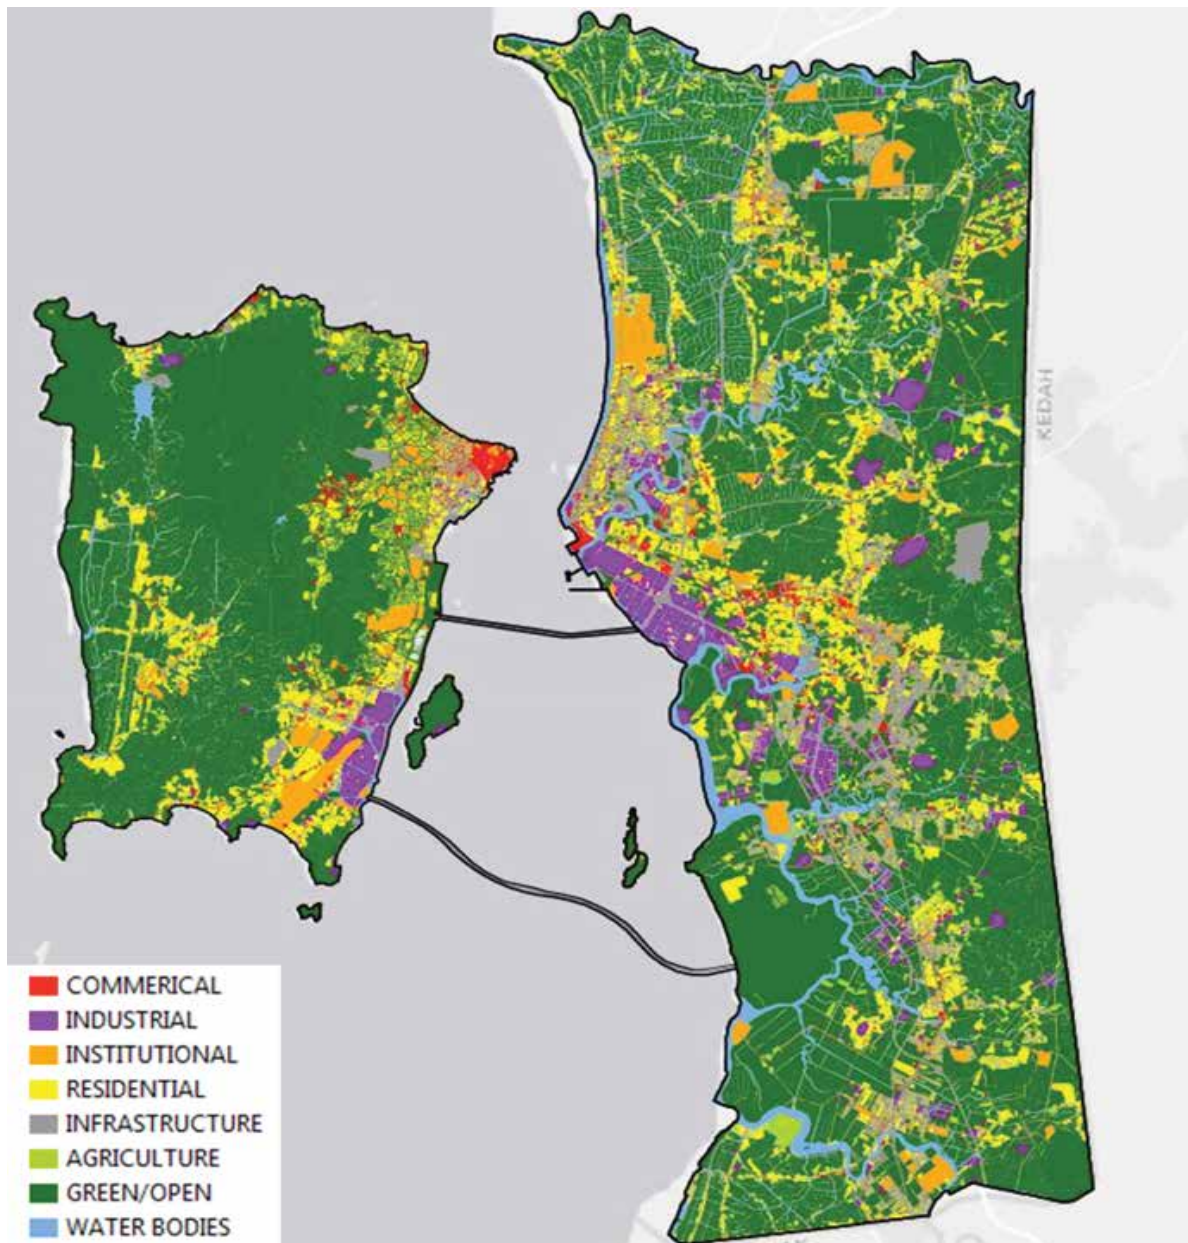 KEDAH
COMMERICAL
INDUSTRIAL
INSTITUTIONAL
RESIDENTIAL
INFRASTRUCTURE
AGRICULTURE
GREEN/OPEN
WATER BODIES